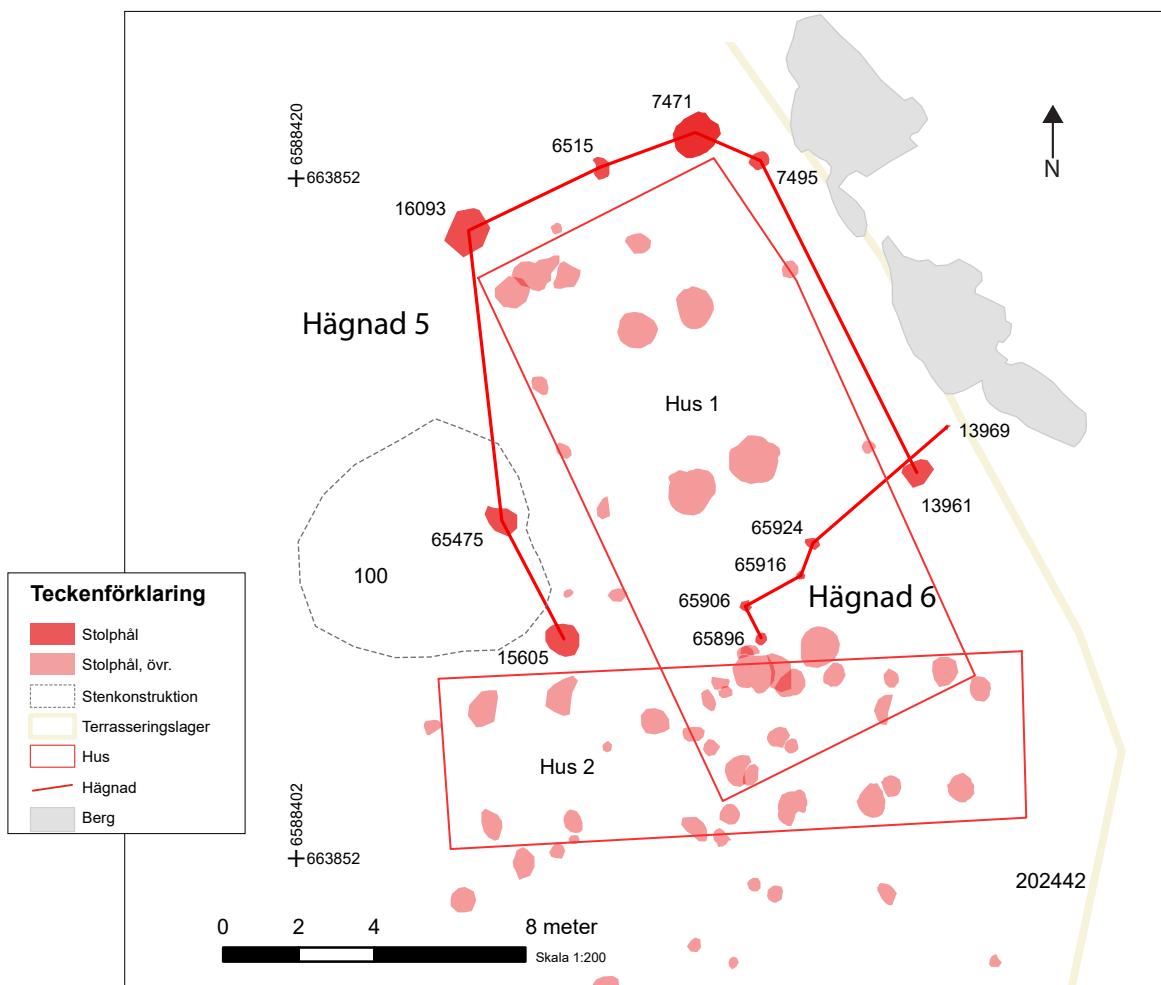 7471
6588420
6515
663852
7495
N
16093
Hägnad 5
Hus 1
13969
13961
65475
65924
100
65916
Hägnad 6
65906
65896
15605
Teckenförklaring
Stolphål
Stolphål, övr.
Stenkonstruktion
Terrasseringslager
Hus
Hägnad
Berg
Hus 2
6588402
663852
202442
0 2 4 8 meter
Skala 1:200